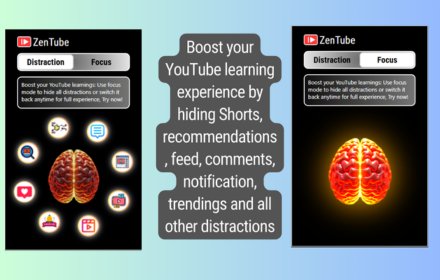 ZenTube
Distraction Focus
Boost your YouTube learnings: Use focus
mode to hide all distractions or switch it
back anytime for full experience, Try now!
Boost your
YouTube learning
experience by
hiding Shorts,
recommendations
, feed, comments,
notification,
trendings and all
other distractions
ZenTube
Distraction Focus
Boost your YouTube learnings: Use focus
mode to hide all distractions or switch it
back anytime for full experience, Try now!